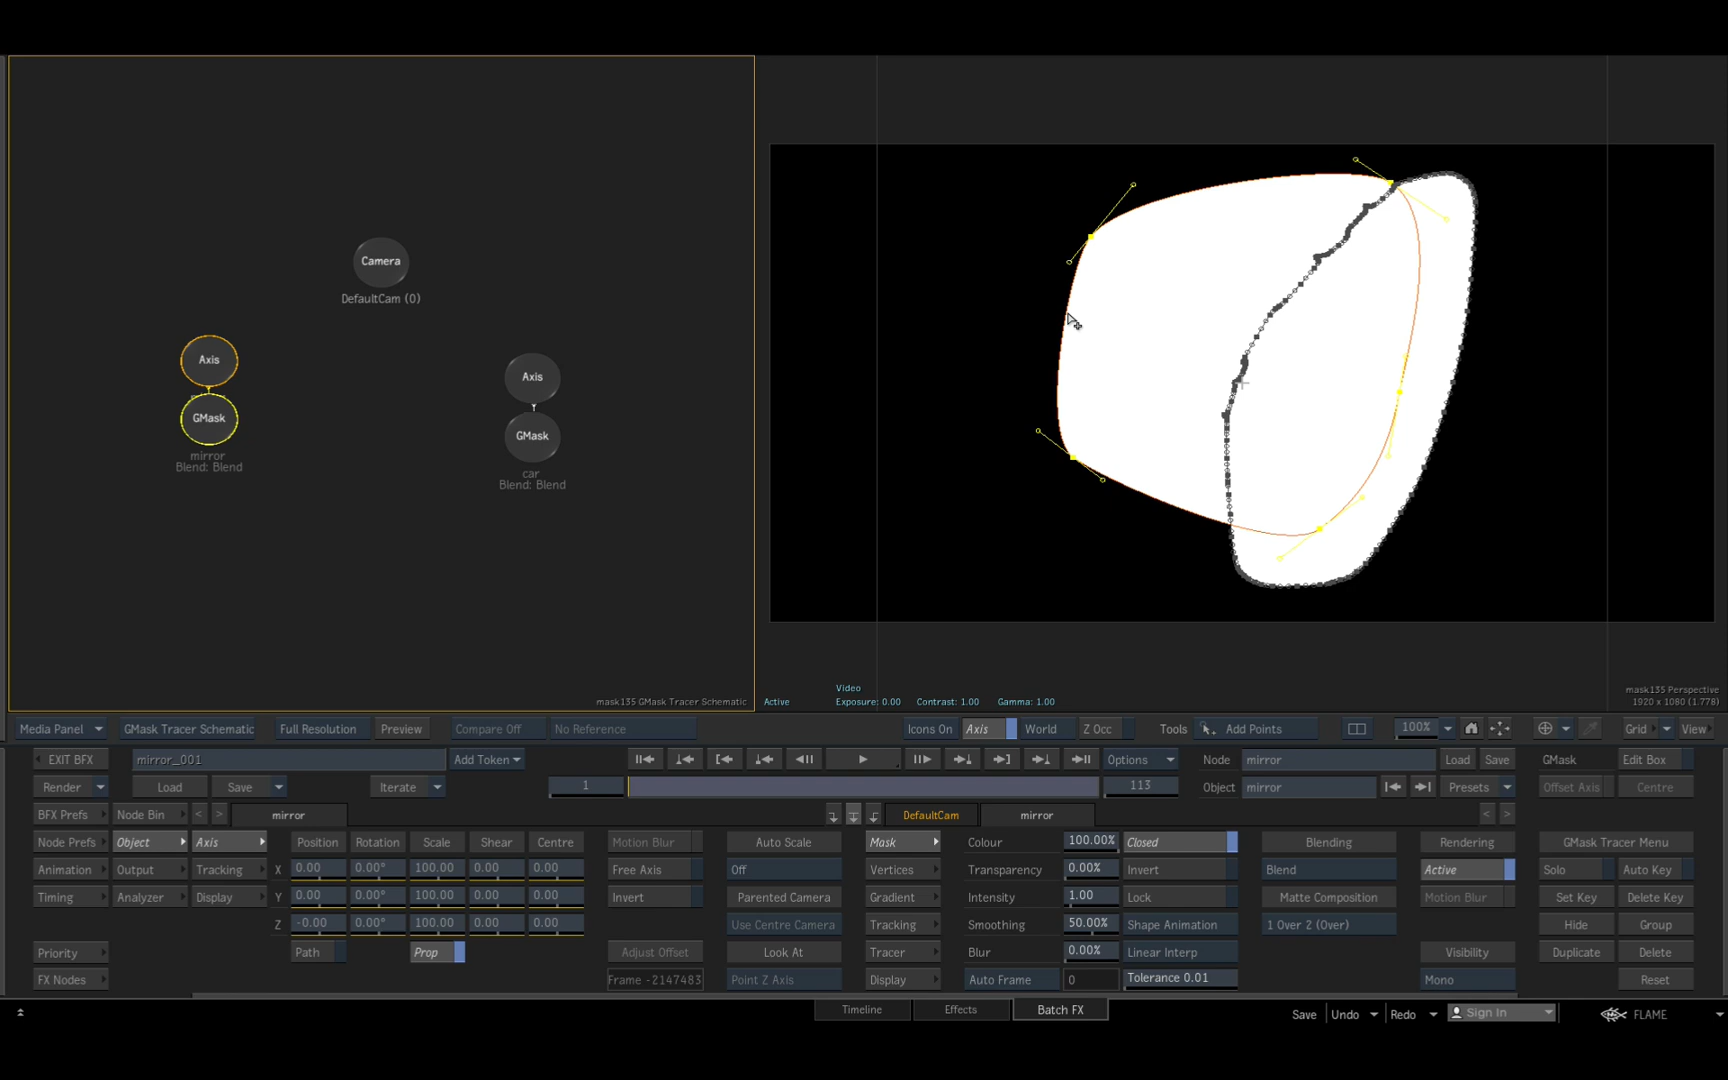 Camera
DefaultCam (0)
Axis
GMask
mirror
Blend: Blend
Axis
GMask
car
Blend: Blend
mask135 GMask Tracer Schematic
Active
Video
Exposure: 0.00 Contrast: 1.00 Gamma: 1.00
mask135 Perspective
1920 x 1080 (1.778)
Media Panel GMask Tracer Schematic Full Resolution Preview Compare Off No Reference Icons On Axis World Z Occ Tools Add Points 100% Grid View
EXIT BFX mirror_001 Add Token Options Node mirror Load Save GMask Edit Box
Render Load Save Iterate 1 113 Object mirror Presets Offset Axis Centre
BFX Prefs Node Bin < > mirror DefaultCam mirror < >
Node Prefs Object Axis Position Rotation Scale Shear Centre Motion Blur Auto Scale Mask Colour 100.00% Closed Blending Rendering GMask Tracer Menu
Animation Output Tracking X 0.00 0.00° 100.00 0.00 0.00 Free Axis Off Vertices Transparency 0.00% Invert Blend Active Solo Auto Key
Timing Analyzer Display Y 0.00 0.00° 100.00 0.00 0.00 Invert Parented Camera Gradient Intensity 1.00 Lock Matte Composition Motion Blur Set Key Delete Key
Z -0.00 0.00° 100.00 0.00 0.00 Use Centre Camera Tracking Smoothing 50.00% Shape Animation 1 Over 2 (Over) Hide Group
Priority Path Prop Adjust Offset Look At Tracer Blur 0.00% Linear Interp Visibility Duplicate Delete
FX Nodes Frame -2147483 Point Z Axis Display Auto Frame 0 Tolerance 0.01 Mono Reset
Timeline Effects Batch FX Save Undo Redo Sign In FLAME